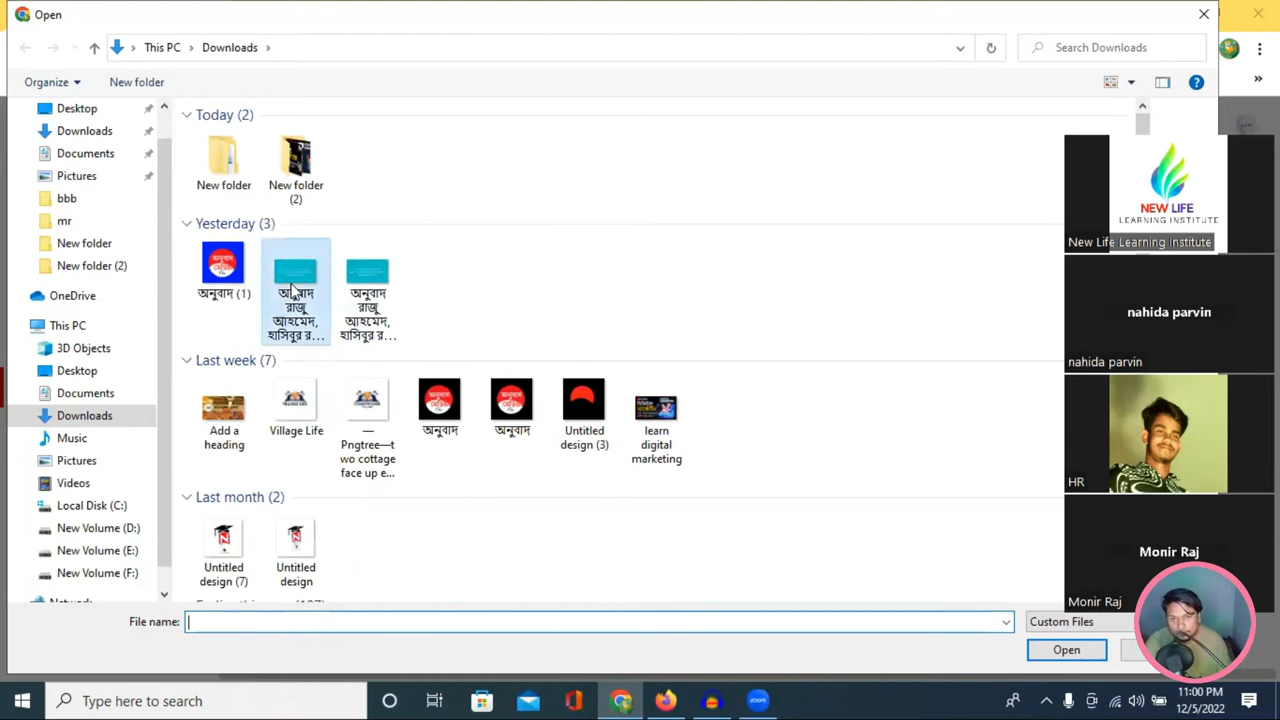 Open
This PC
Downloads
Search Downloads
Organize
New folder
Desktop
Downloads
Documents
Pictures
bbb
mr
New folder
New folder (2)
OneDrive
This PC
3D Objects
Desktop
Documents
Downloads
Music
Pictures
Videos
Local Disk (C:)
New Volume (D:)
New Volume (E:)
New Volume (F:)
Today (2)
New folder
New folder
(2)
Yesterday (3)
অনুবাদ (1)
অনুবাদ
রাজু
আহমেদ,
হাসিবুর র...
অনুবাদ
রাজু
আহমেদ,
হাসিবুর র...
Last week (7)
Add a
heading
Village Life
—
Pngtree—t
wo cottage
face up e...
অনুবাদ
অনুবাদ
Untitled
design (3)
learn
digital
marketing
Last month (2)
Untitled
design (7)
Untitled
design
File name:
Custom Files
Open
NEW LIFE
LEARNING INSTITUTE
New Life Learning Institute
nahida parvin
nahida parvin
HR
Monir Raj
Monir Raj
Type here to search
11:00 PM
12/5/2022